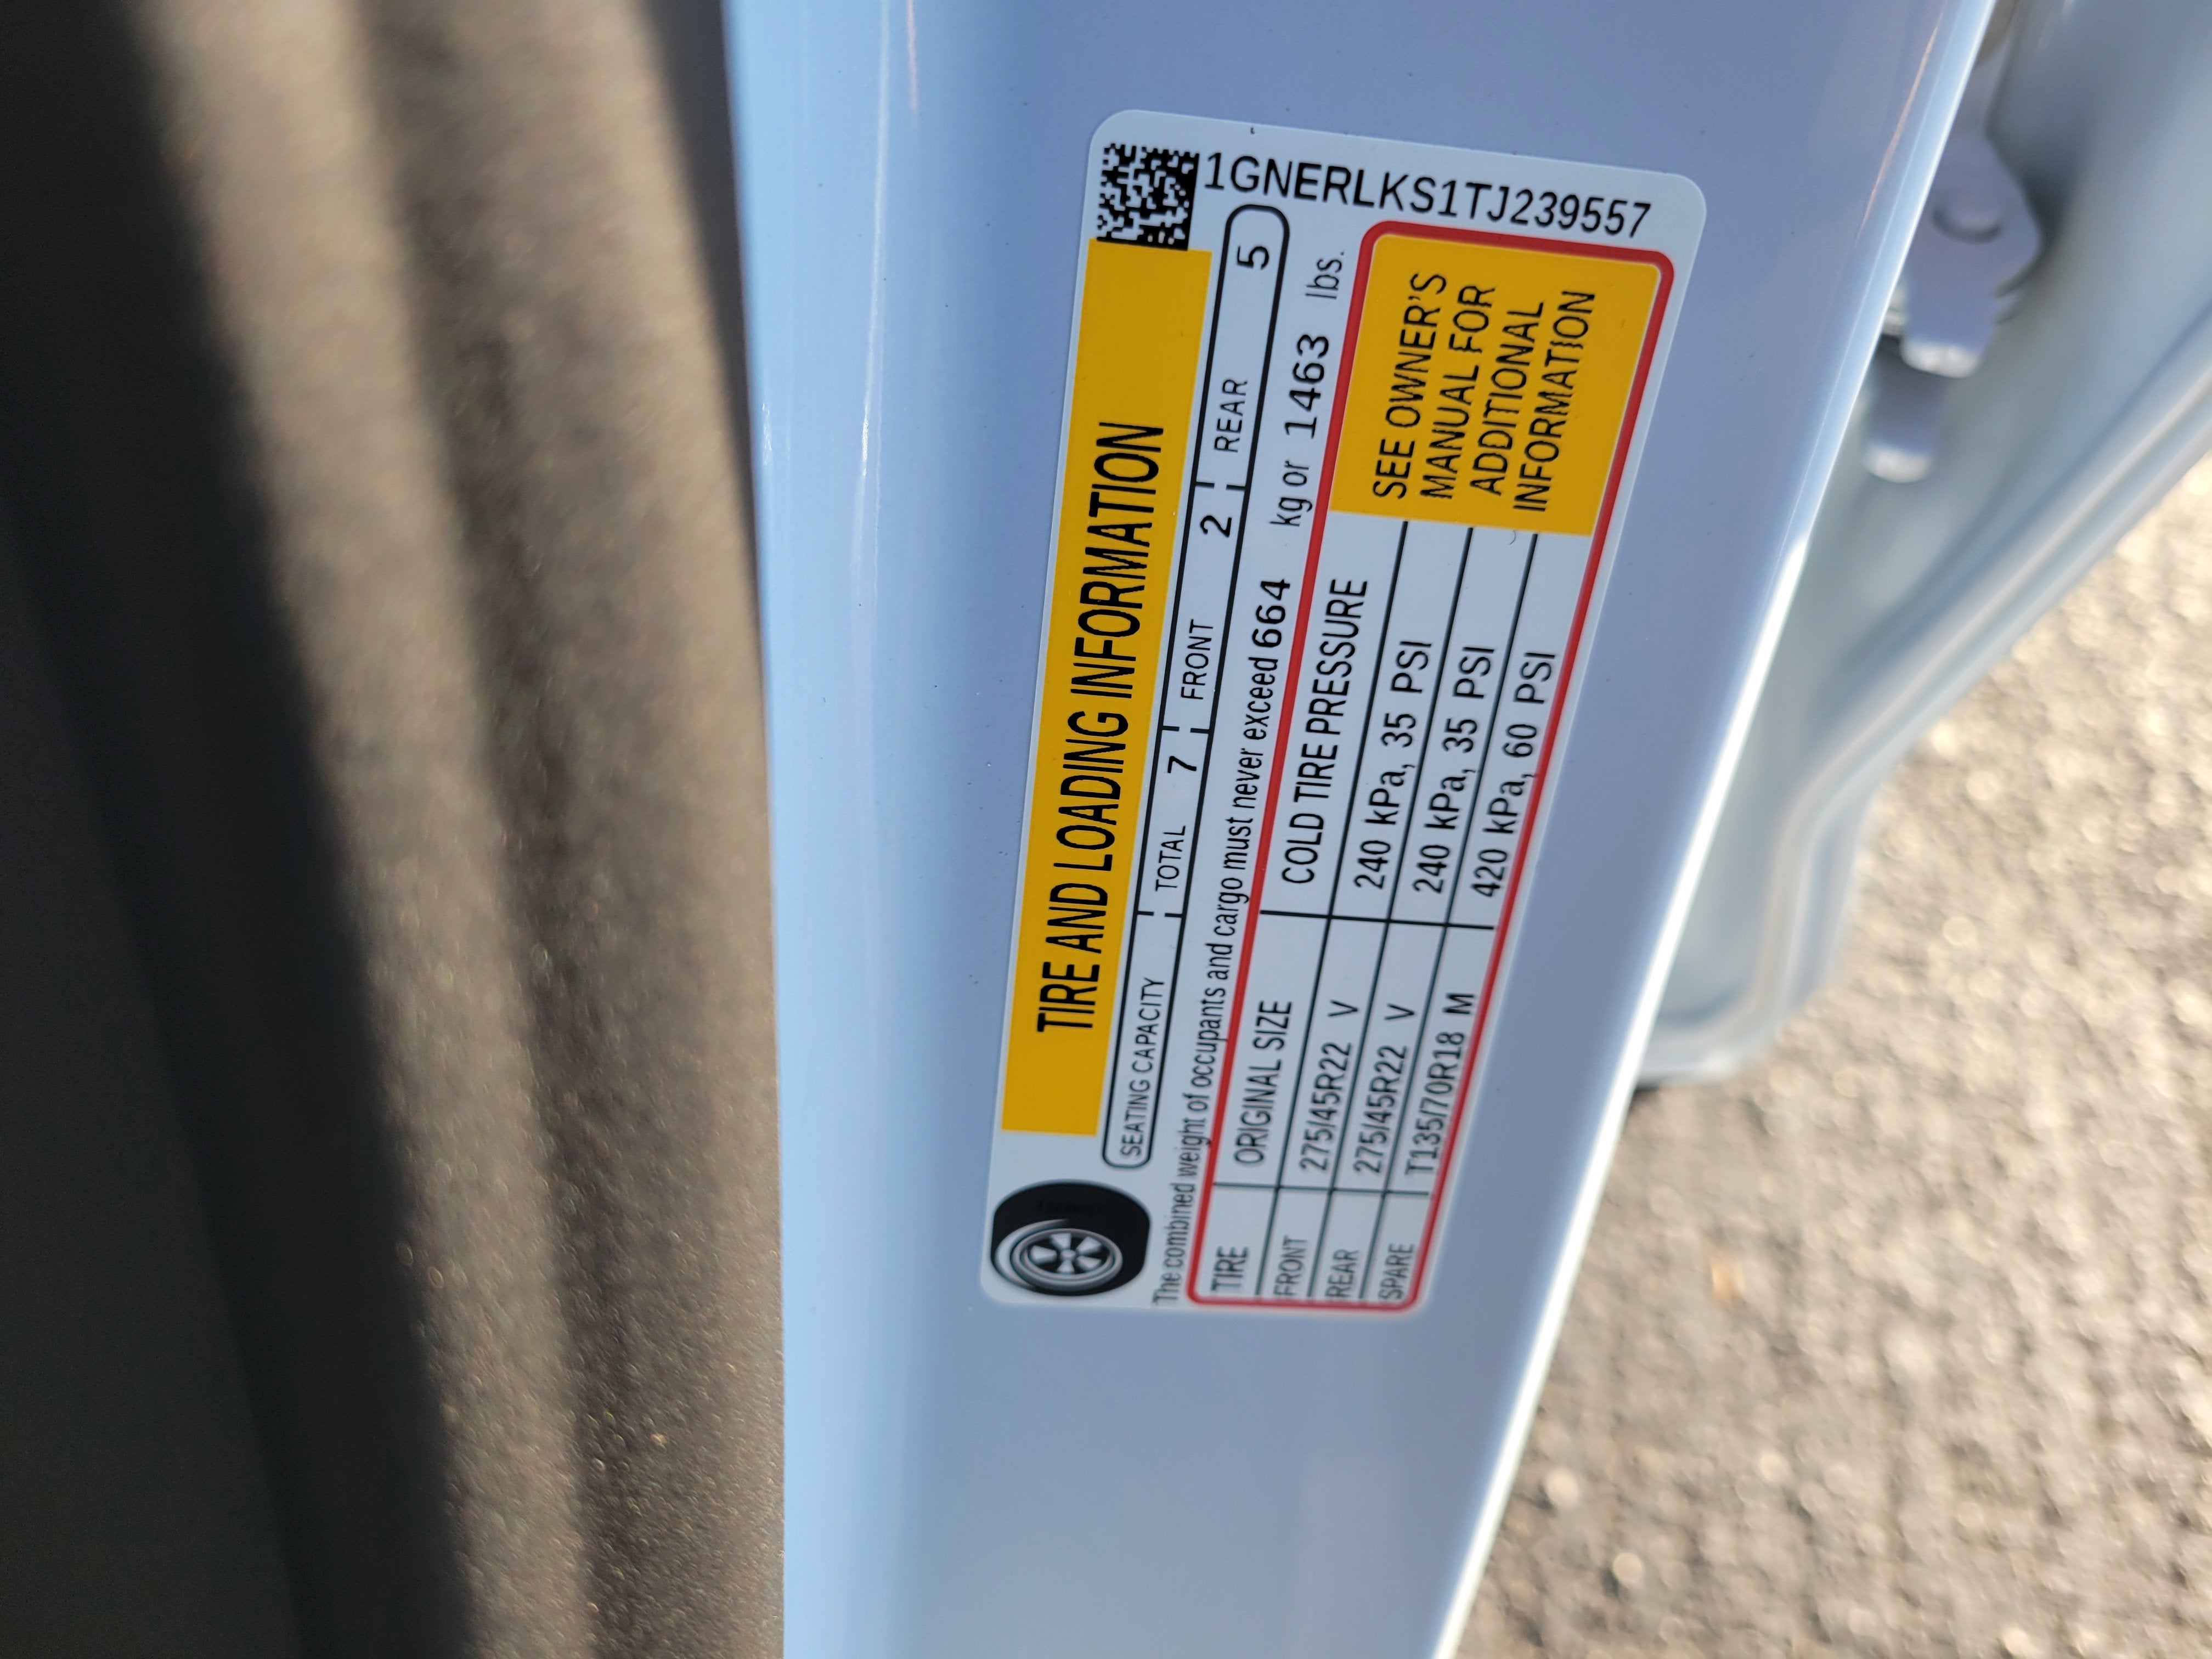 TIRE AND LOADING INFORMATION
SEATING CAPACITY TOTAL 7 FRONT 2 REAR 5
The combined weight of occupants and cargo must never exceed 664 kg or 1463 lbs.
TIRE ORIGINAL SIZE COLD TIRE PRESSURE
FRONT 275/45R22 V 240 kPa, 35 PSI
REAR 275/45R22 V 240 kPa, 35 PSI
SPARE T135/70R18 M 420 kPa, 60 PSI
SEE OWNER'S
MANUAL FOR
ADDITIONAL
INFORMATION
1GNERLKS1TJ239557